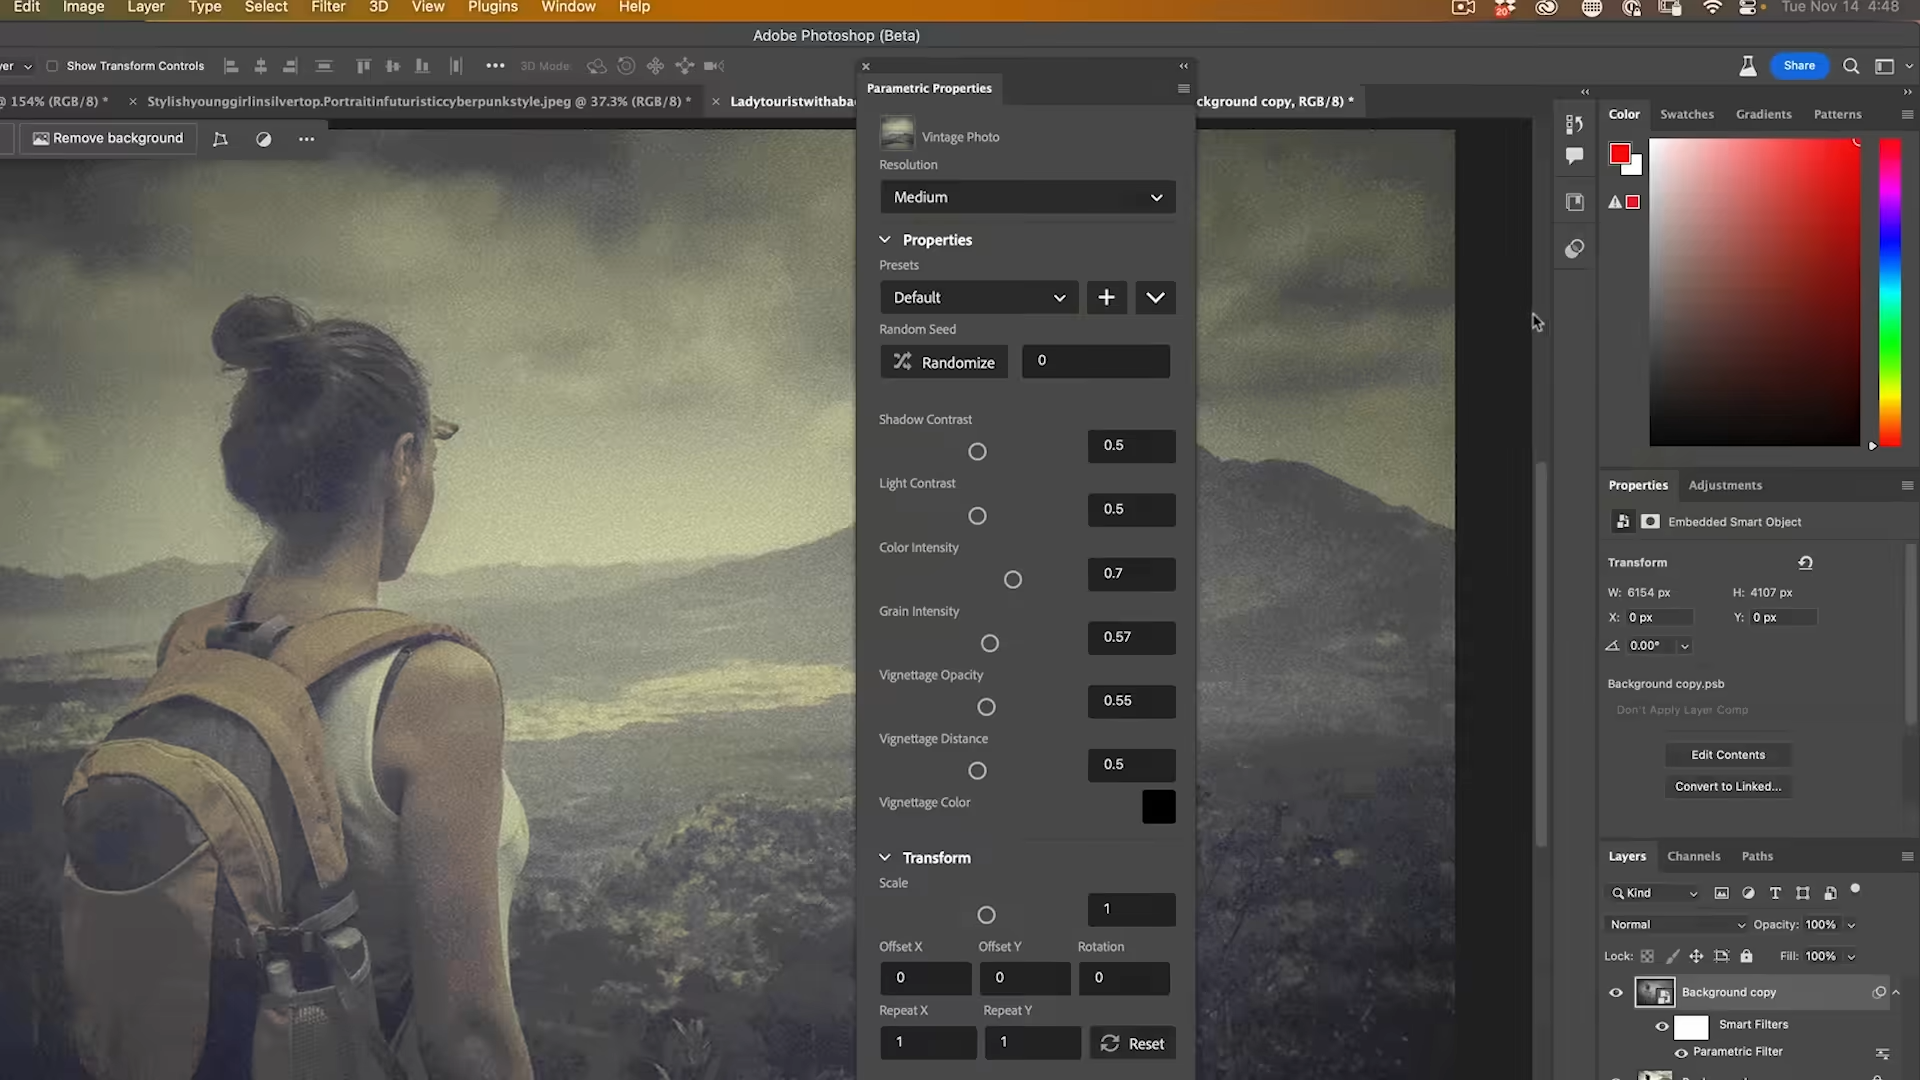 Edit Image Layer Type Select Filter 3D View Plugins Window Help
20
Tue Nov 14 4:48
Adobe Photoshop (Beta)
Show Transform Controls
3D Mode
Share
@ 154% (RGB/8) *
Stylishyounggirlinsilvertop.Portraitinfuturisticcyberpunkstyle.jpeg @ 37.3% (RGB/8) *
Ladytouristwithaba
ckground copy, RGB/8) *
Remove background
Parametric Properties
Vintage Photo
Resolution
Medium
Properties
Presets
Default
Random Seed
Randomize 0
Shadow Contrast
0.5
Light Contrast
0.5
Color Intensity
0.7
Grain Intensity
0.57
Vignettage Opacity
0.55
Vignettage Distance
0.5
Vignettage Color
Transform
Scale
1
Offset X Offset Y Rotation
0 0 0
Repeat X Repeat Y
1 1 Reset
Color Swatches Gradients Patterns
Properties Adjustments
Embedded Smart Object
Transform
W: 6154 px H: 4107 px
X: 0 px Y: 0 px
0.00°
Background copy.psb
Don't Apply Layer Comp
Edit Contents
Convert to Linked...
Layers Channels Paths
Kind
Normal Opacity: 100%
Lock: Fill: 100%
Background copy
Smart Filters
Parametric Filter